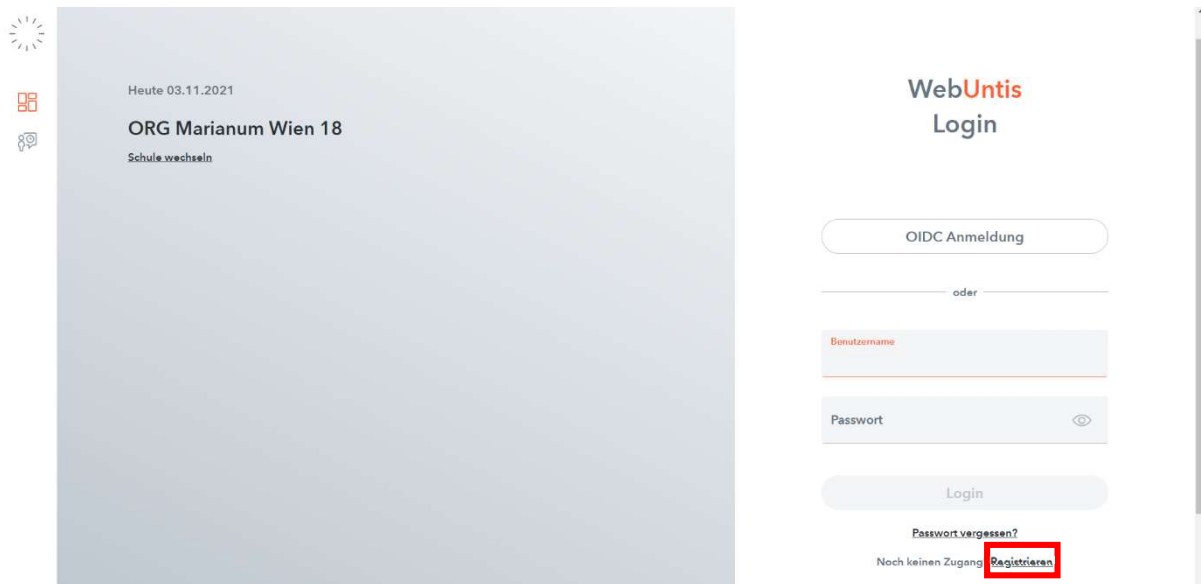 Heute 03.11.2021
ORG Marianum Wien 18
Schule wechseln
WebUntis
Login
OIDC Anmeldung
oder
Benutzername
Passwort
Login
Passwort vergessen?
Noch keinen Zugang Registrieren